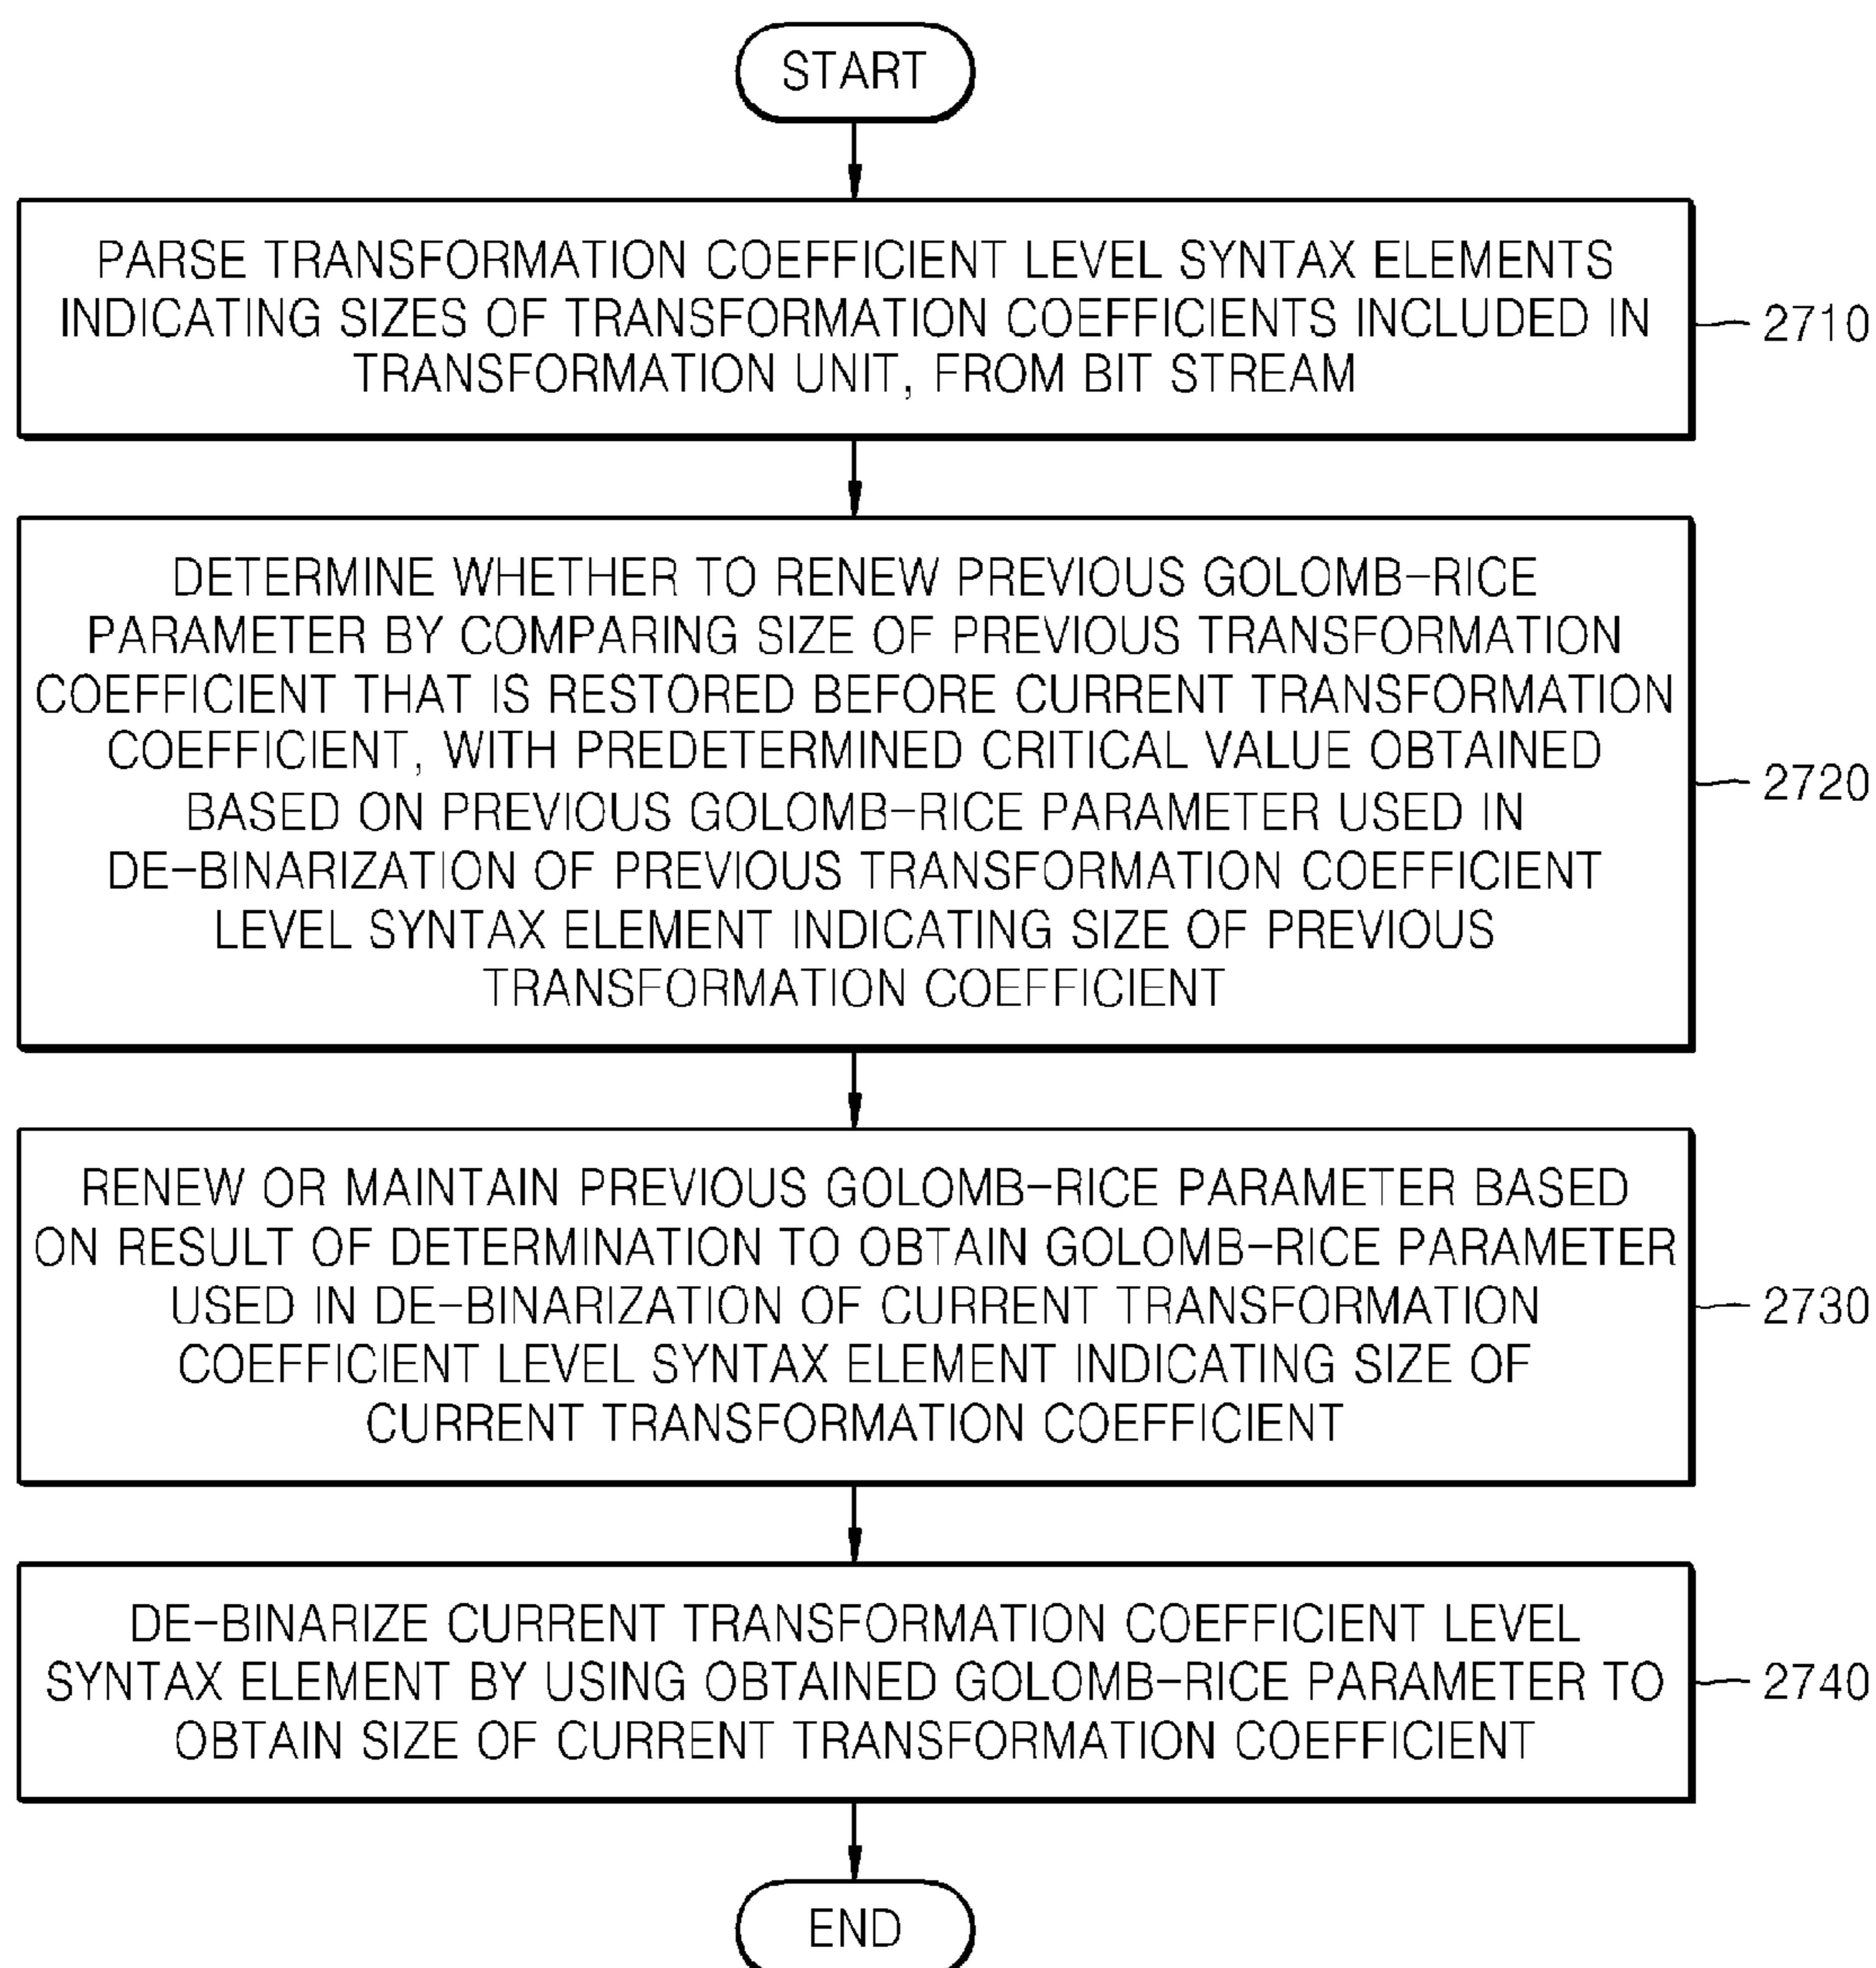 START
PARSE TRANSFORMATION COEFFICIENT LEVEL SYNTAX ELEMENTS
INDICATING SIZES OF TRANSFORMATION COEFFICIENTS INCLUDED IN
TRANSFORMATION UNIT, FROM BIT STREAM
2710
DETERMINE WHETHER TO RENEW PREVIOUS GOLOMB-RICE
PARAMETER BY COMPARING SIZE OF PREVIOUS TRANSFORMATION
COEFFICIENT THAT IS RESTORED BEFORE CURRENT TRANSFORMATION
COEFFICIENT, WITH PREDETERMINED CRITICAL VALUE OBTAINED
BASED ON PREVIOUS GOLOMB-RICE PARAMETER USED IN
DE-BINARIZATION OF PREVIOUS TRANSFORMATION COEFFICIENT
LEVEL SYNTAX ELEMENT INDICATING SIZE OF PREVIOUS
TRANSFORMATION COEFFICIENT
2720
RENEW OR MAINTAIN PREVIOUS GOLOMB-RICE PARAMETER BASED
ON RESULT OF DETERMINATION TO OBTAIN GOLOMB-RICE PARAMETER
USED IN DE-BINARIZATION OF CURRENT TRANSFORMATION
COEFFICIENT LEVEL SYNTAX ELEMENT INDICATING SIZE OF
CURRENT TRANSFORMATION COEFFICIENT
2730
DE-BINARIZE CURRENT TRANSFORMATION COEFFICIENT LEVEL
SYNTAX ELEMENT BY USING OBTAINED GOLOMB-RICE PARAMETER TO
OBTAIN SIZE OF CURRENT TRANSFORMATION COEFFICIENT
2740
END